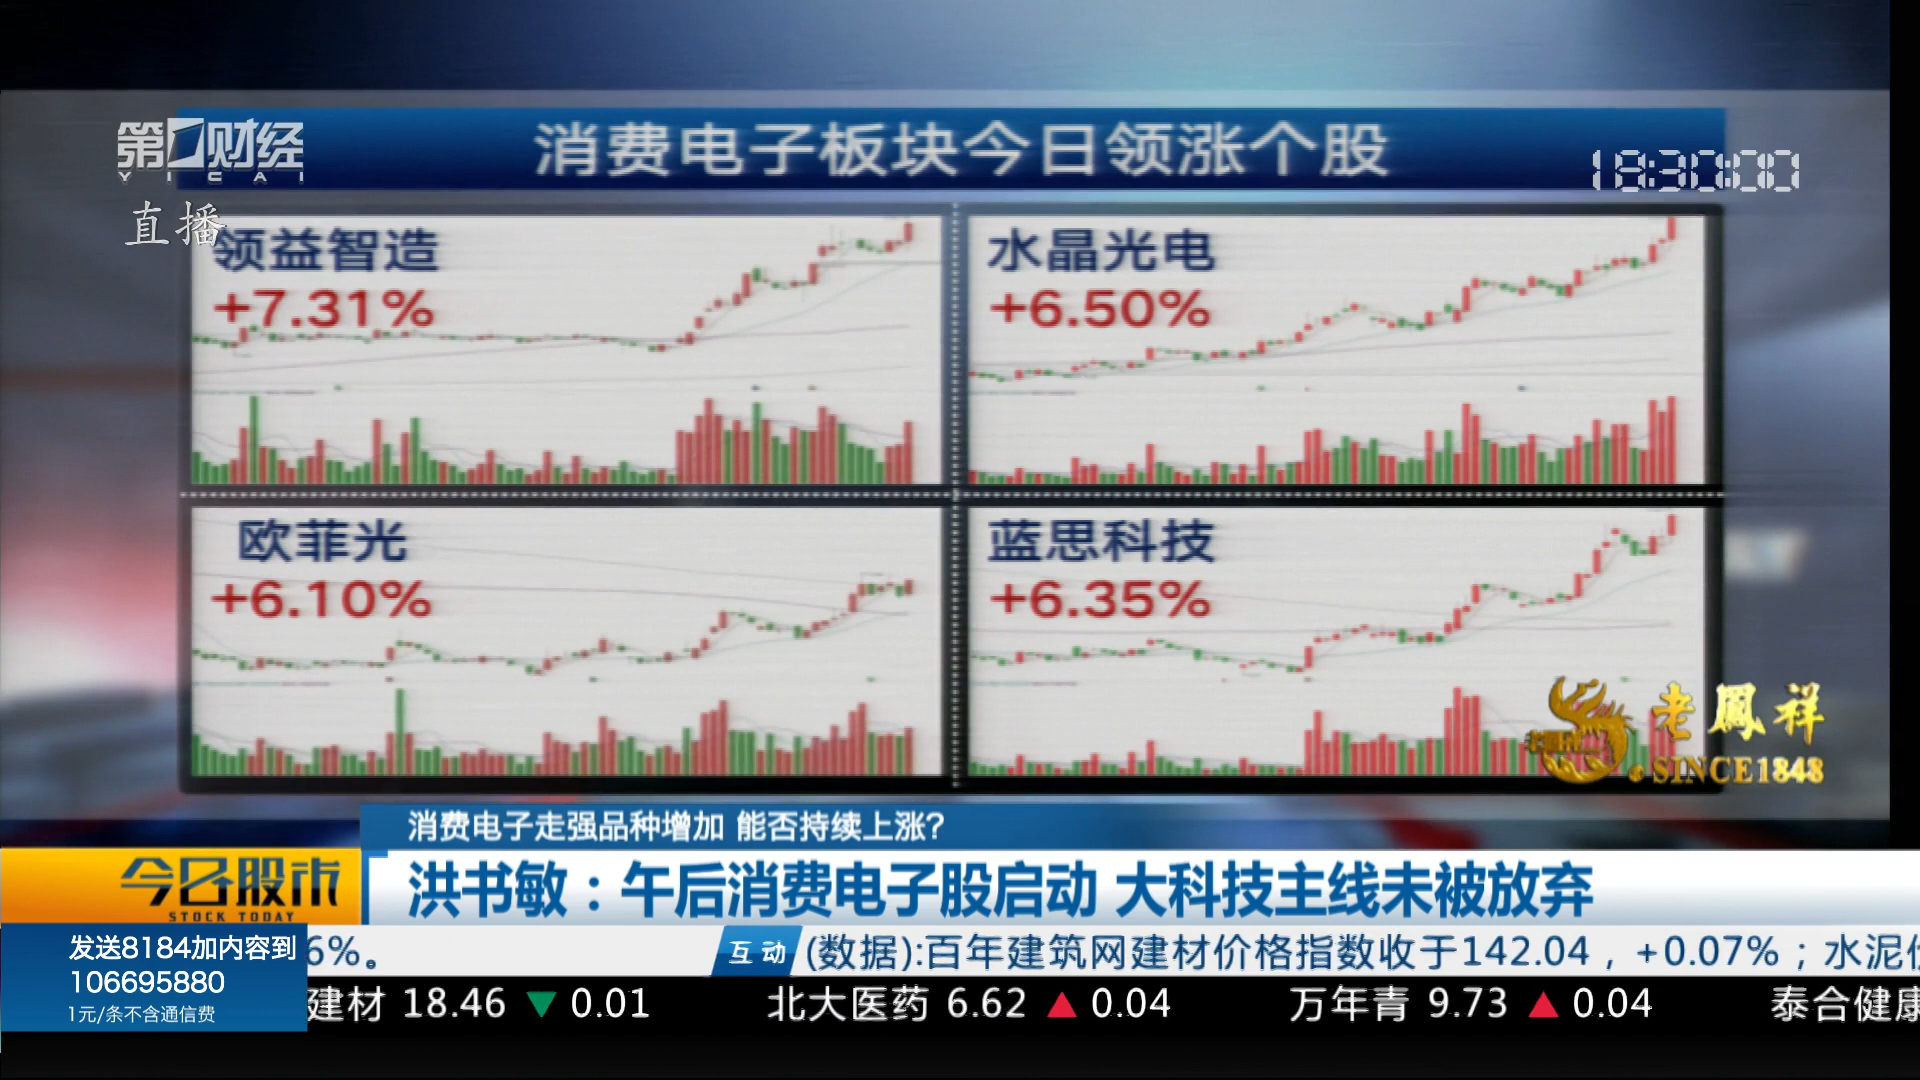 第一财经
YICAI
直播
消费电子板块今日领涨个股
18:30:00
领益智造
+7.31%
水晶光电
+6.50%
欧菲光
+6.10%
蓝思科技
+6.35%
老鳳祥
SINCE1848
消费电子走强品种增加 能否持续上涨？
今日股市
STOCK TODAY
洪书敏：午后消费电子股启动 大科技主线未被放弃
发送8184加内容到
106695880
1元/条不含通信费
6%。 互动 (数据):百年建筑网建材价格指数收于142.04，+0.07%；水泥
建材 18.46 ▼ 0.01 北大医药 6.62 ▲ 0.04 万年青 9.73 ▲ 0.04 泰合健康